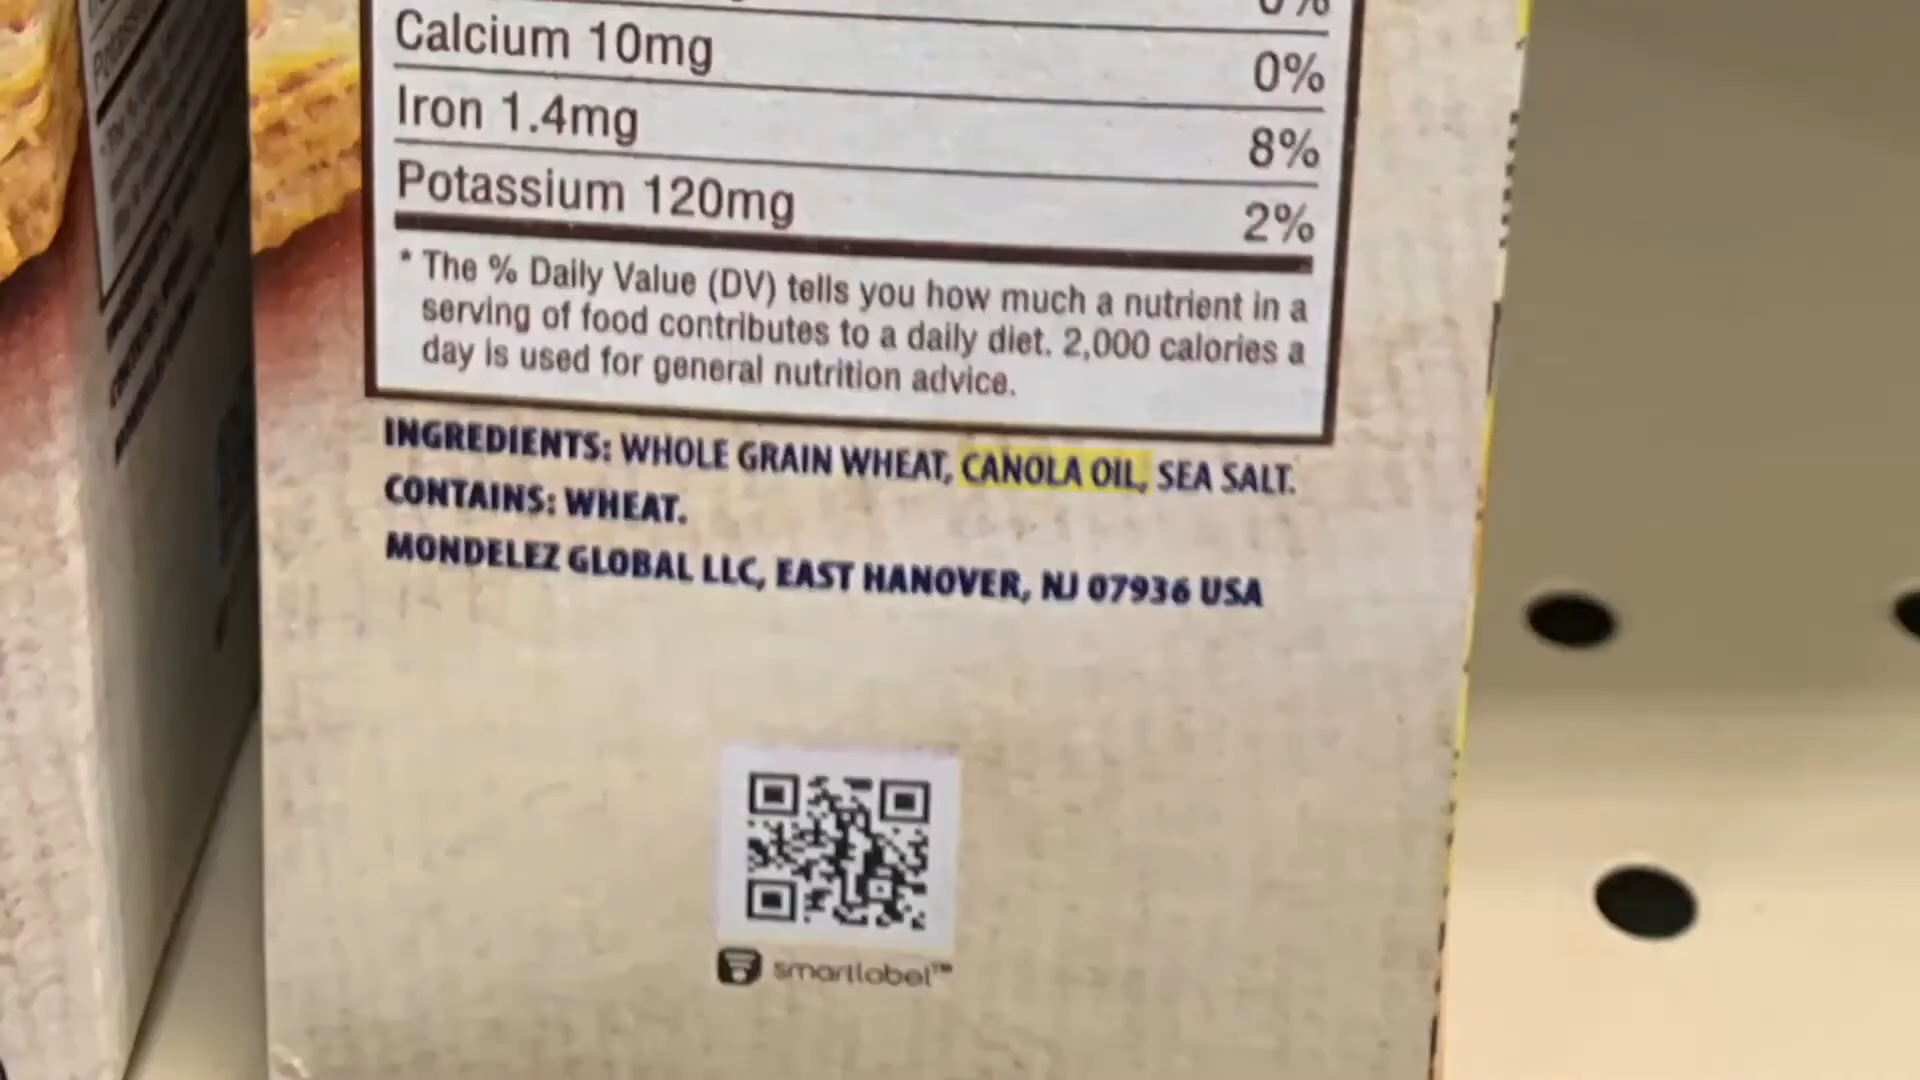 0%
Calcium 10mg 0%
Iron 1.4mg 8%
Potassium 120mg 2%
* The % Daily Value (DV) tells you how much a nutrient in a
serving of food contributes to a daily diet. 2,000 calories a
day is used for general nutrition advice.
INGREDIENTS: WHOLE GRAIN WHEAT, CANOLA OIL, SEA SALT.
CONTAINS: WHEAT.
MONDELEZ GLOBAL LLC, EAST HANOVER, NJ 07936 USA
smartlabel™